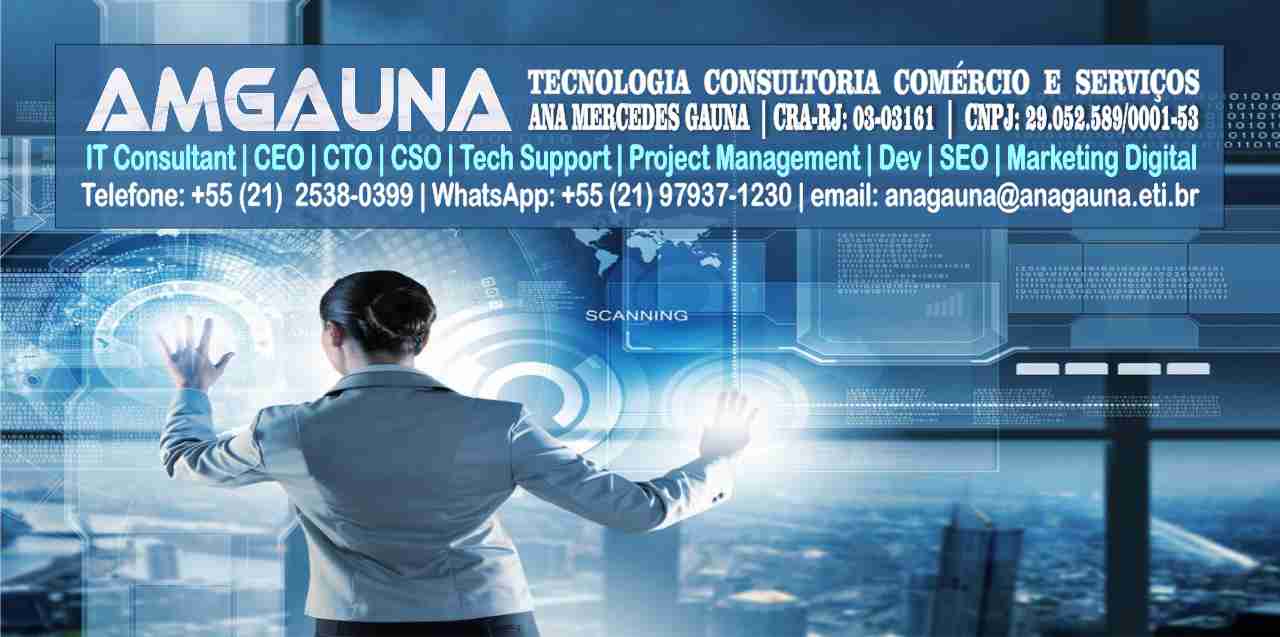 AMGAUNA
TECNOLOGIA CONSULTORIA COMÉRCIO E SERVIÇOS
ANA MERCEDES GAUNA | CRA-RJ: 03-03161 | CNPJ: 29.052.589/0001-53
IT Consultant | CEO | CTO | CSO | Tech Support | Project Management | Dev | SEO | Marketing Digital
Telefone: +55 (21) 2538-0399 | WhatsApp: +55 (21) 97937-1230 | email: anagauna@anagauna.eti.br
SCANNING